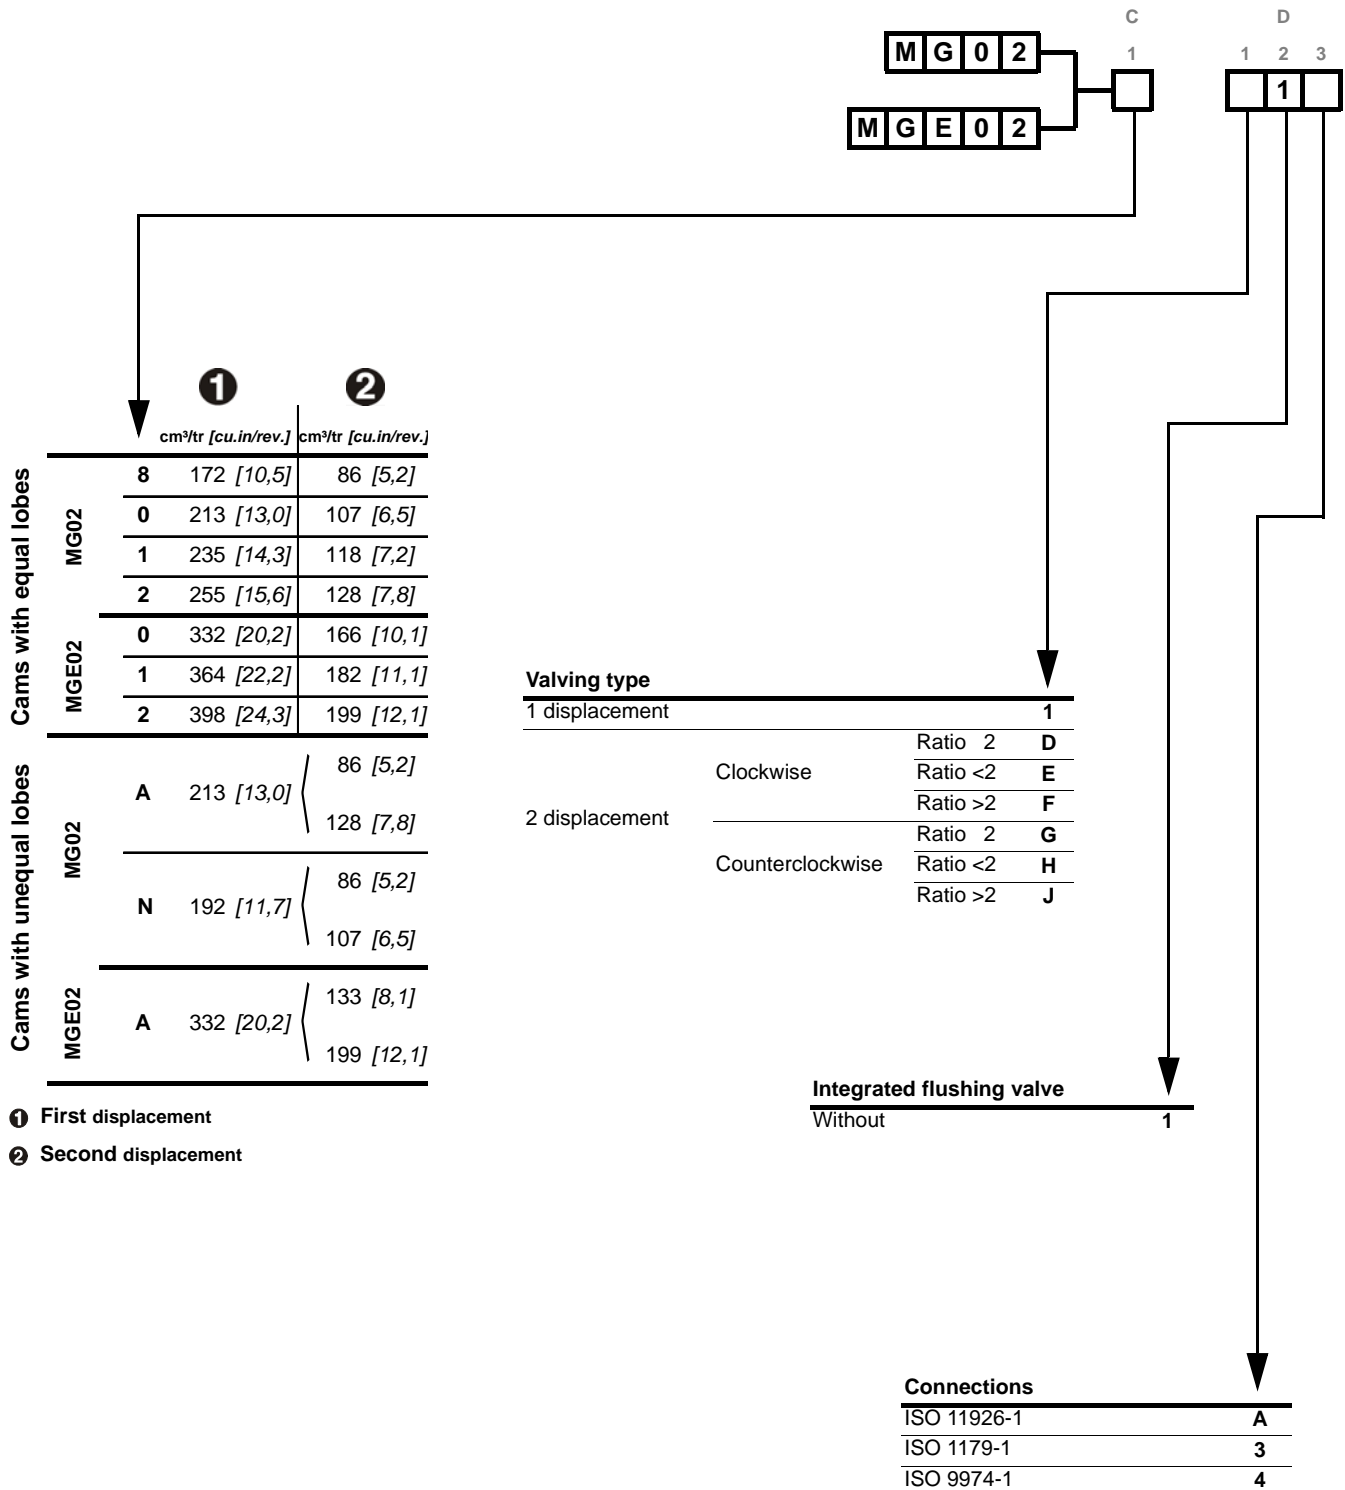 C D
M G 0 2 1 1 2 3
1
M G E 0 2
❶ ❷
cm³/tr [cu.in/rev.] cm³/tr [cu.in/rev.]
Cams with equal lobes
MG02
8 172 [10,5] 86 [5,2]
0 213 [13,0] 107 [6,5]
1 235 [14,3] 118 [7,2]
2 255 [15,6] 128 [7,8]
MGE02
0 332 [20,2] 166 [10,1]
1 364 [22,2] 182 [11,1]
2 398 [24,3] 199 [12,1]
Cams with unequal lobes
MG02
86 [5,2]
A 213 [13,0]
128 [7,8]
86 [5,2]
N 192 [11,7]
107 [6,5]
MGE02
133 [8,1]
A 332 [20,2]
199 [12,1]
❶ First displacement
❷ Second displacement
Valving type
1 displacement 1
Ratio 2 D
Clockwise Ratio <2 E
Ratio >2 F
2 displacement
Ratio 2 G
Counterclockwise Ratio <2 H
Ratio >2 J
Integrated flushing valve
Without 1
Connections
ISO 11926-1 A
ISO 1179-1 3
ISO 9974-1 4